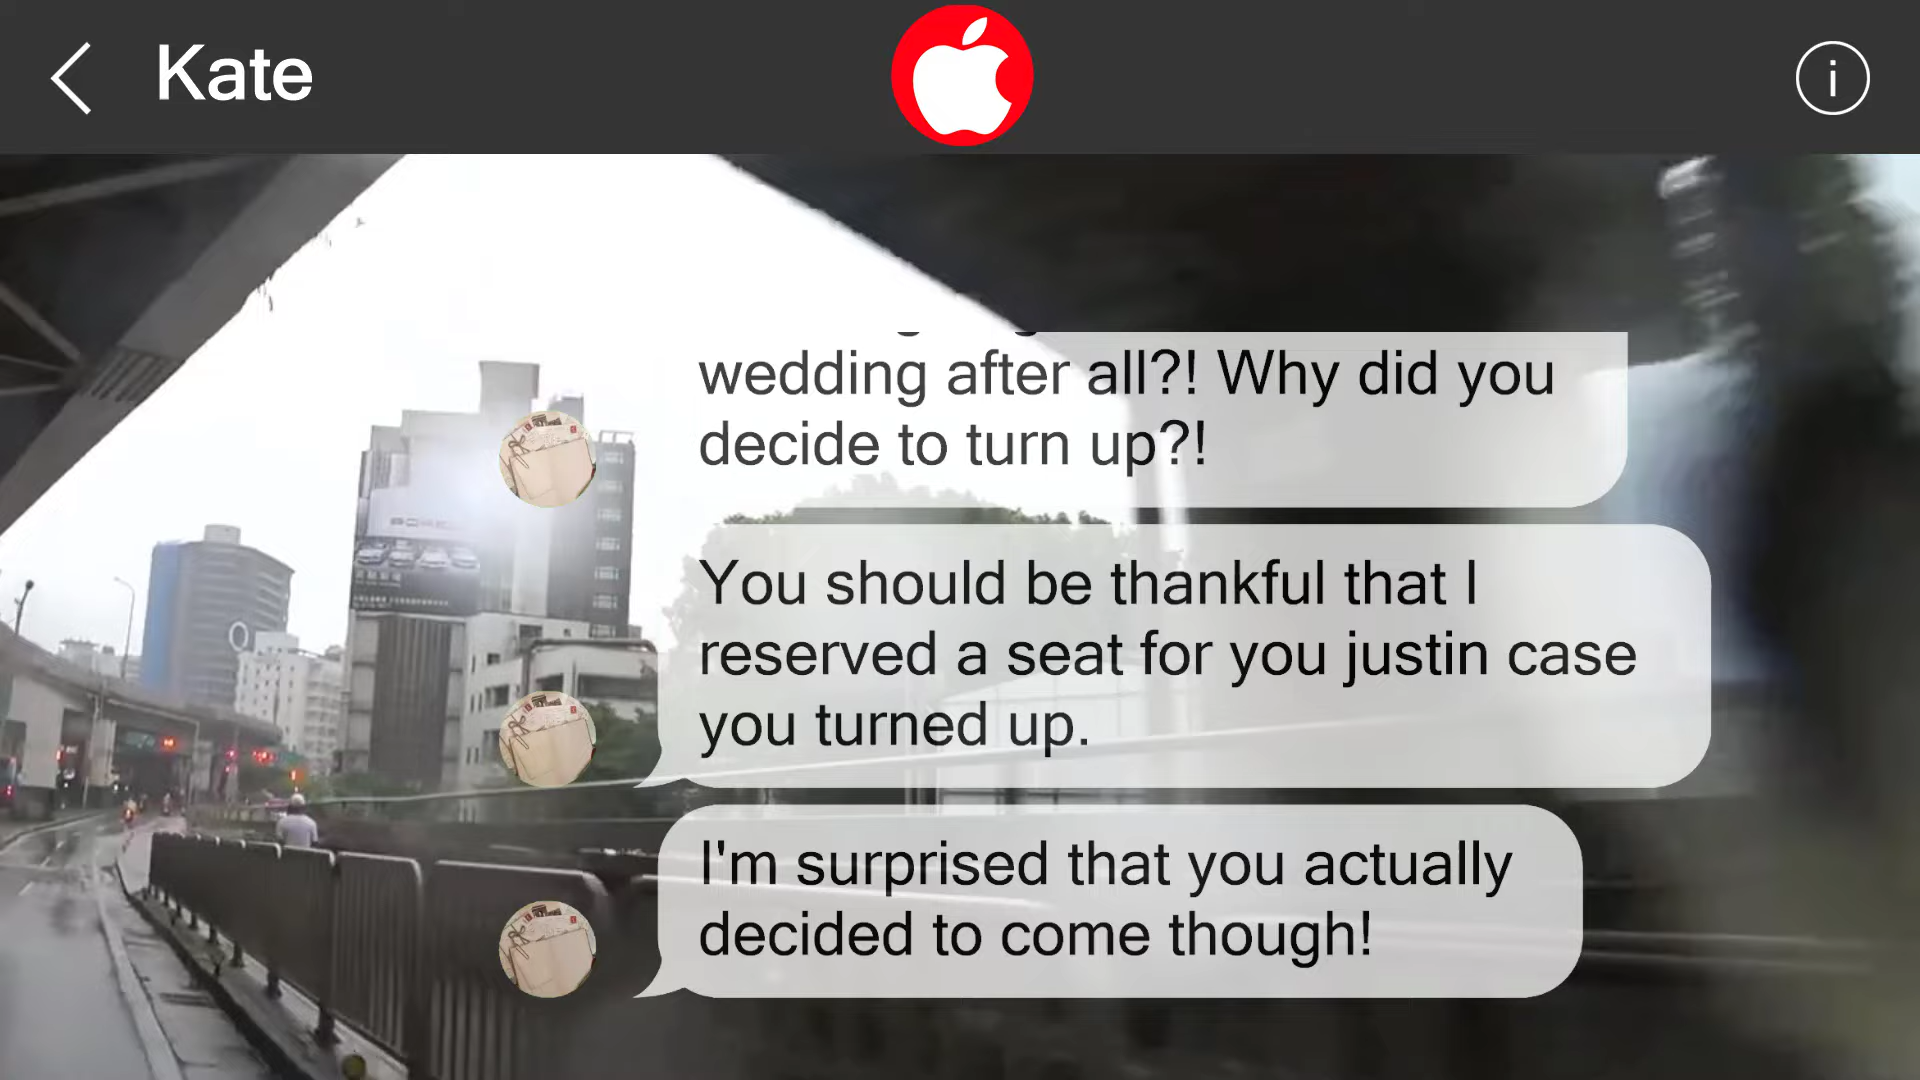 Kate
wedding after all?! Why did you
decide to turn up?!
You should be thankful that I
reserved a seat for you justin case
you turned up.
I'm surprised that you actually
decided to come though!